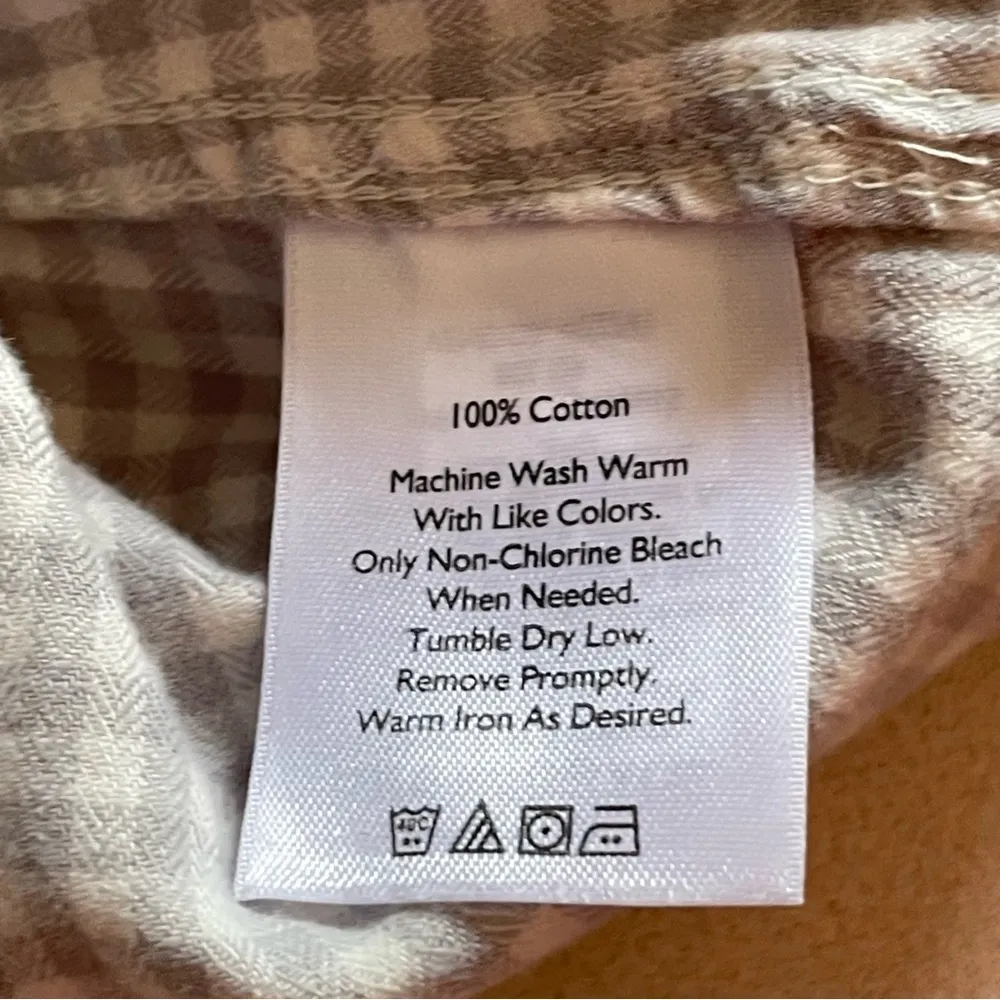 100% Cotton
Machine Wash Warm
With Like Colors.
Only Non-Chlorine Bleach
When Needed.
Tumble Dry Low.
Remove Promptly.
Warm Iron As Desired.
40C